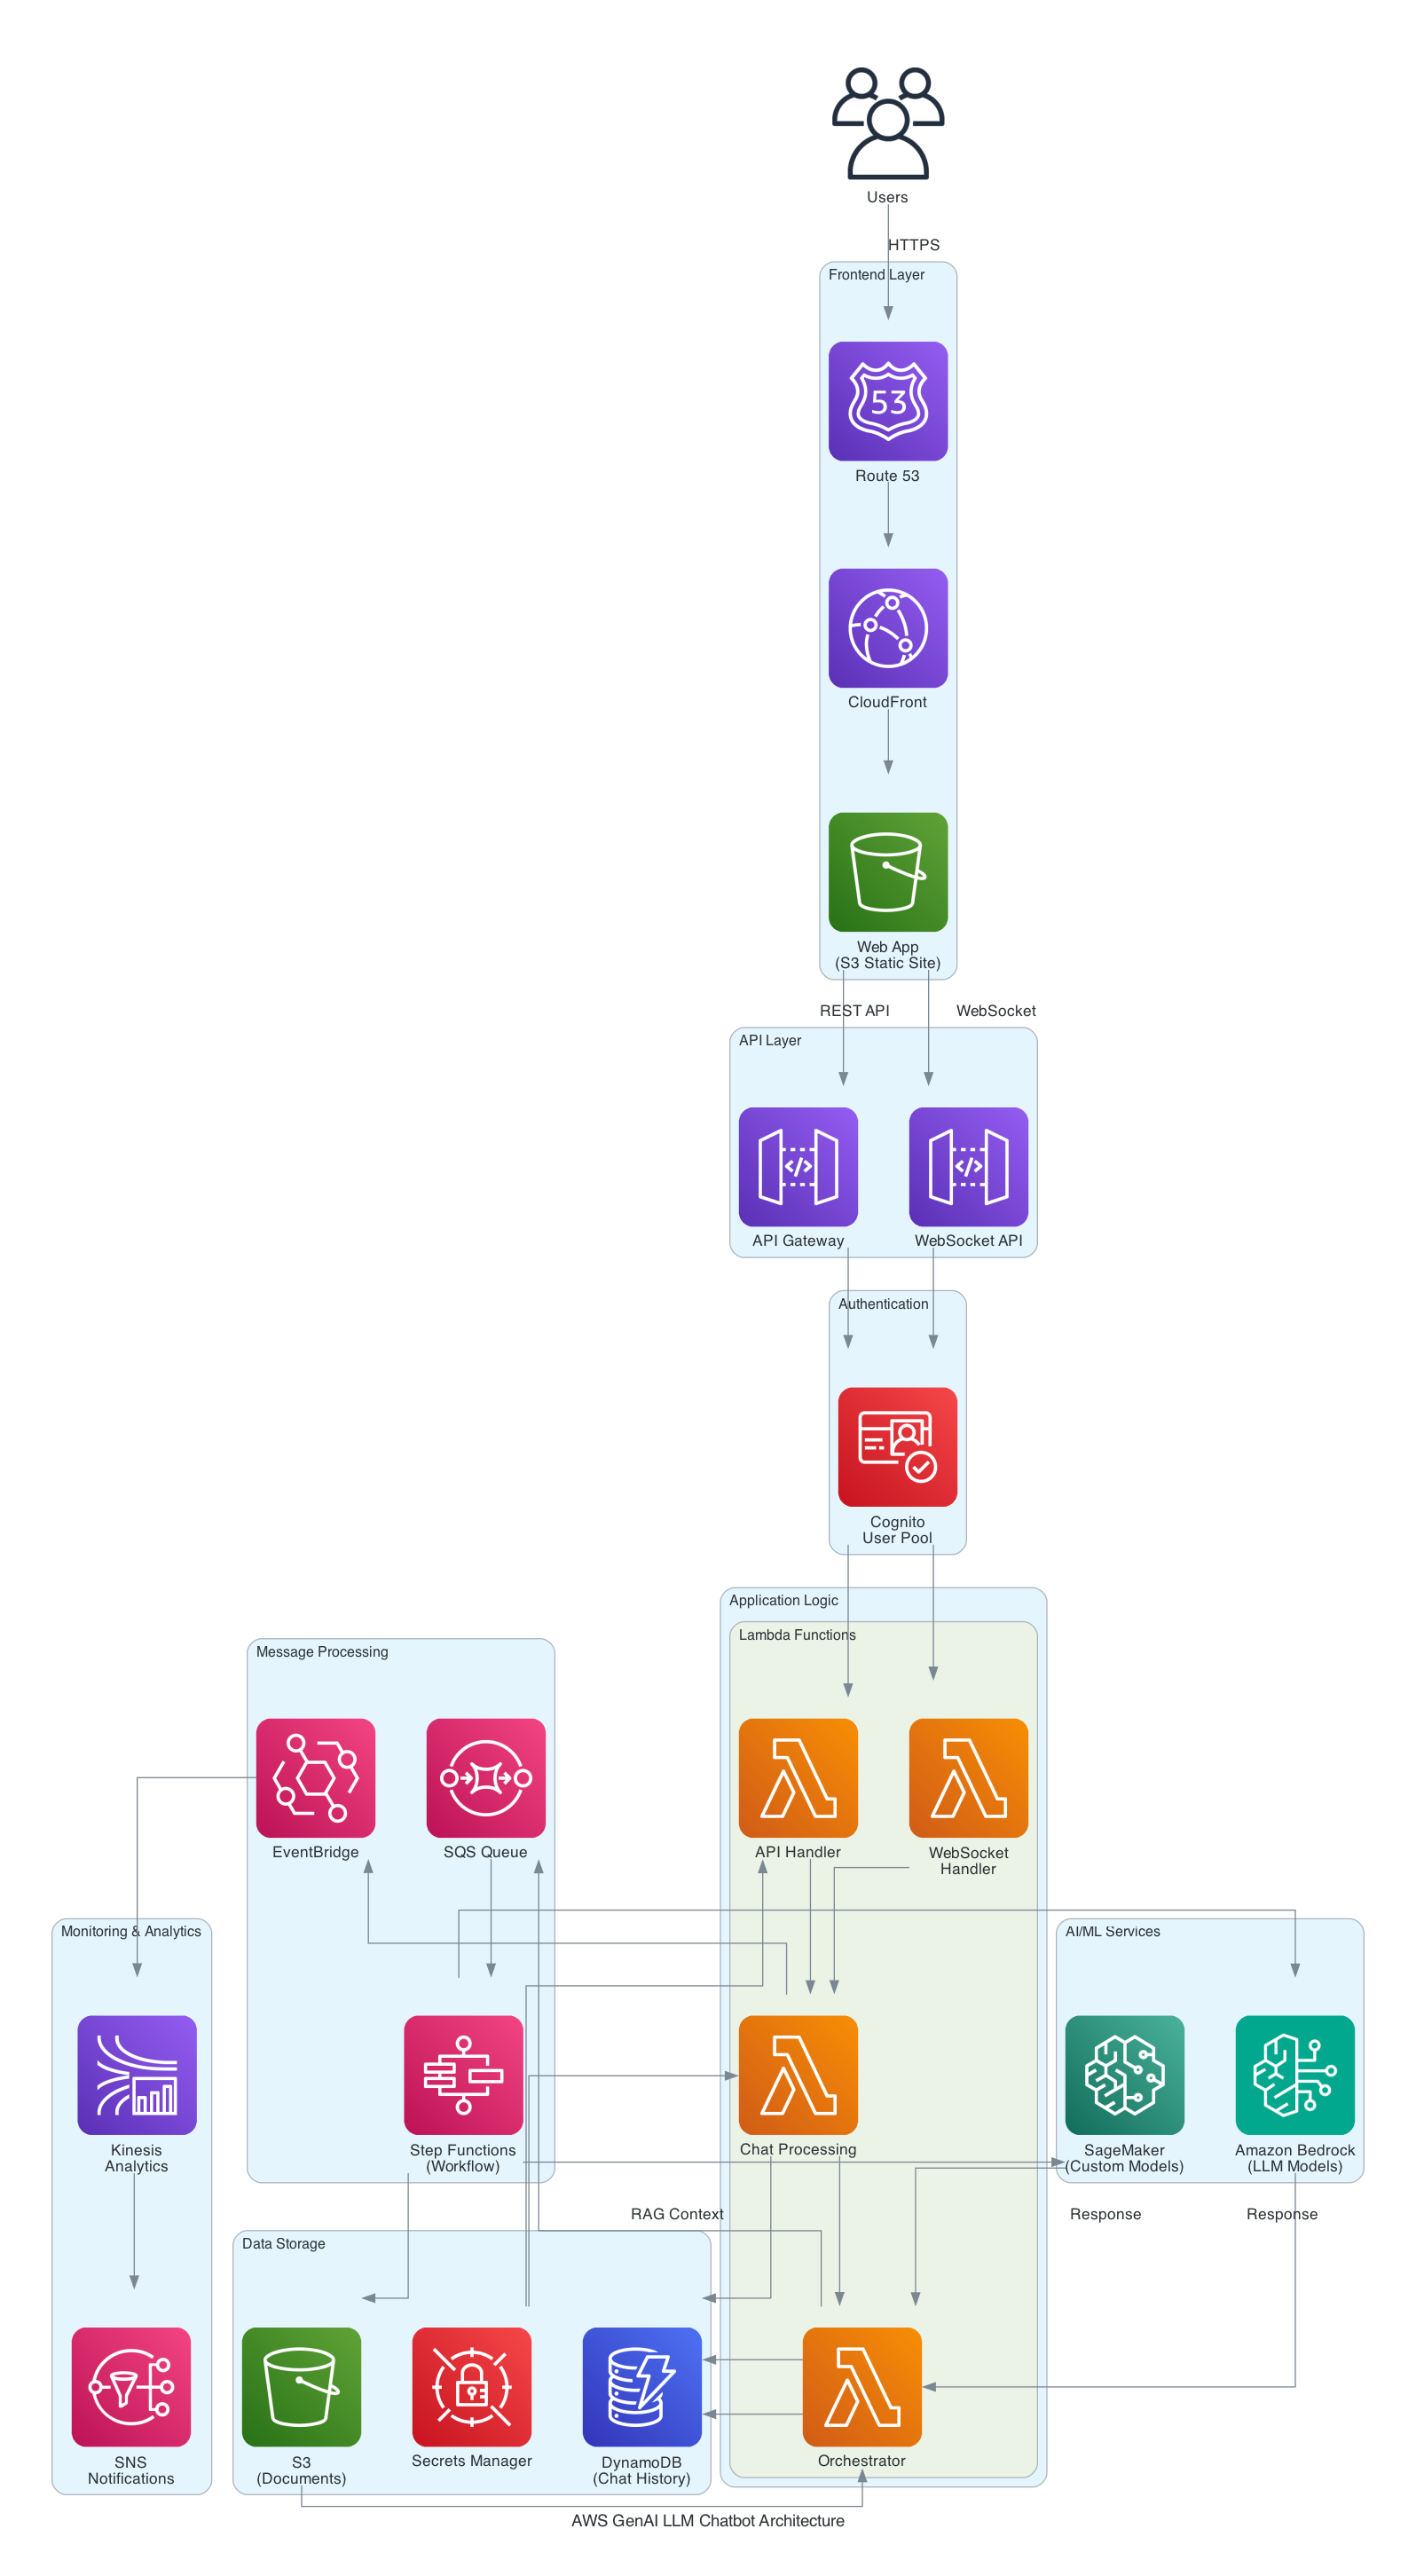 Users
HTTPS
Frontend Layer
53
Route 53
CloudFront
Web App
(S3 Static Site)
REST API
WebSocket
API Layer
API Gateway
WebSocket API
Authentication
Cognito
User Pool
Application Logic
Lambda Functions
Message Processing
EventBridge
SQS Queue
API Handler
WebSocket
Handler
Monitoring & Analytics
AI/ML Services
Kinesis
Analytics
Step Functions
(Workflow)
Chat Processing
SageMaker
(Custom Models)
Amazon Bedrock
(LLM Models)
RAG Context
Response
Response
Data Storage
SNS
Notifications
S3
(Documents)
Secrets Manager
DynamoDB
(Chat History)
Orchestrator
AWS GenAI LLM Chatbot Architecture